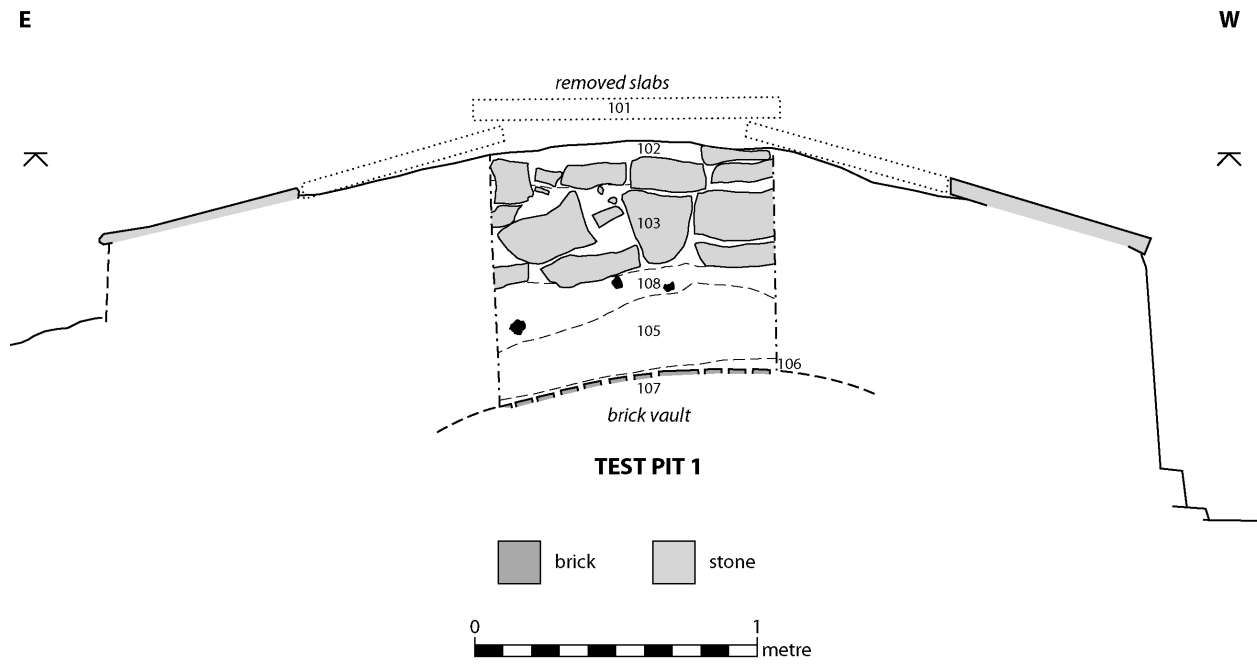 E W
removed slabs
101
102
103
108
105
106
107
brick vault
TEST PIT 1
brick stone
0 1
metre